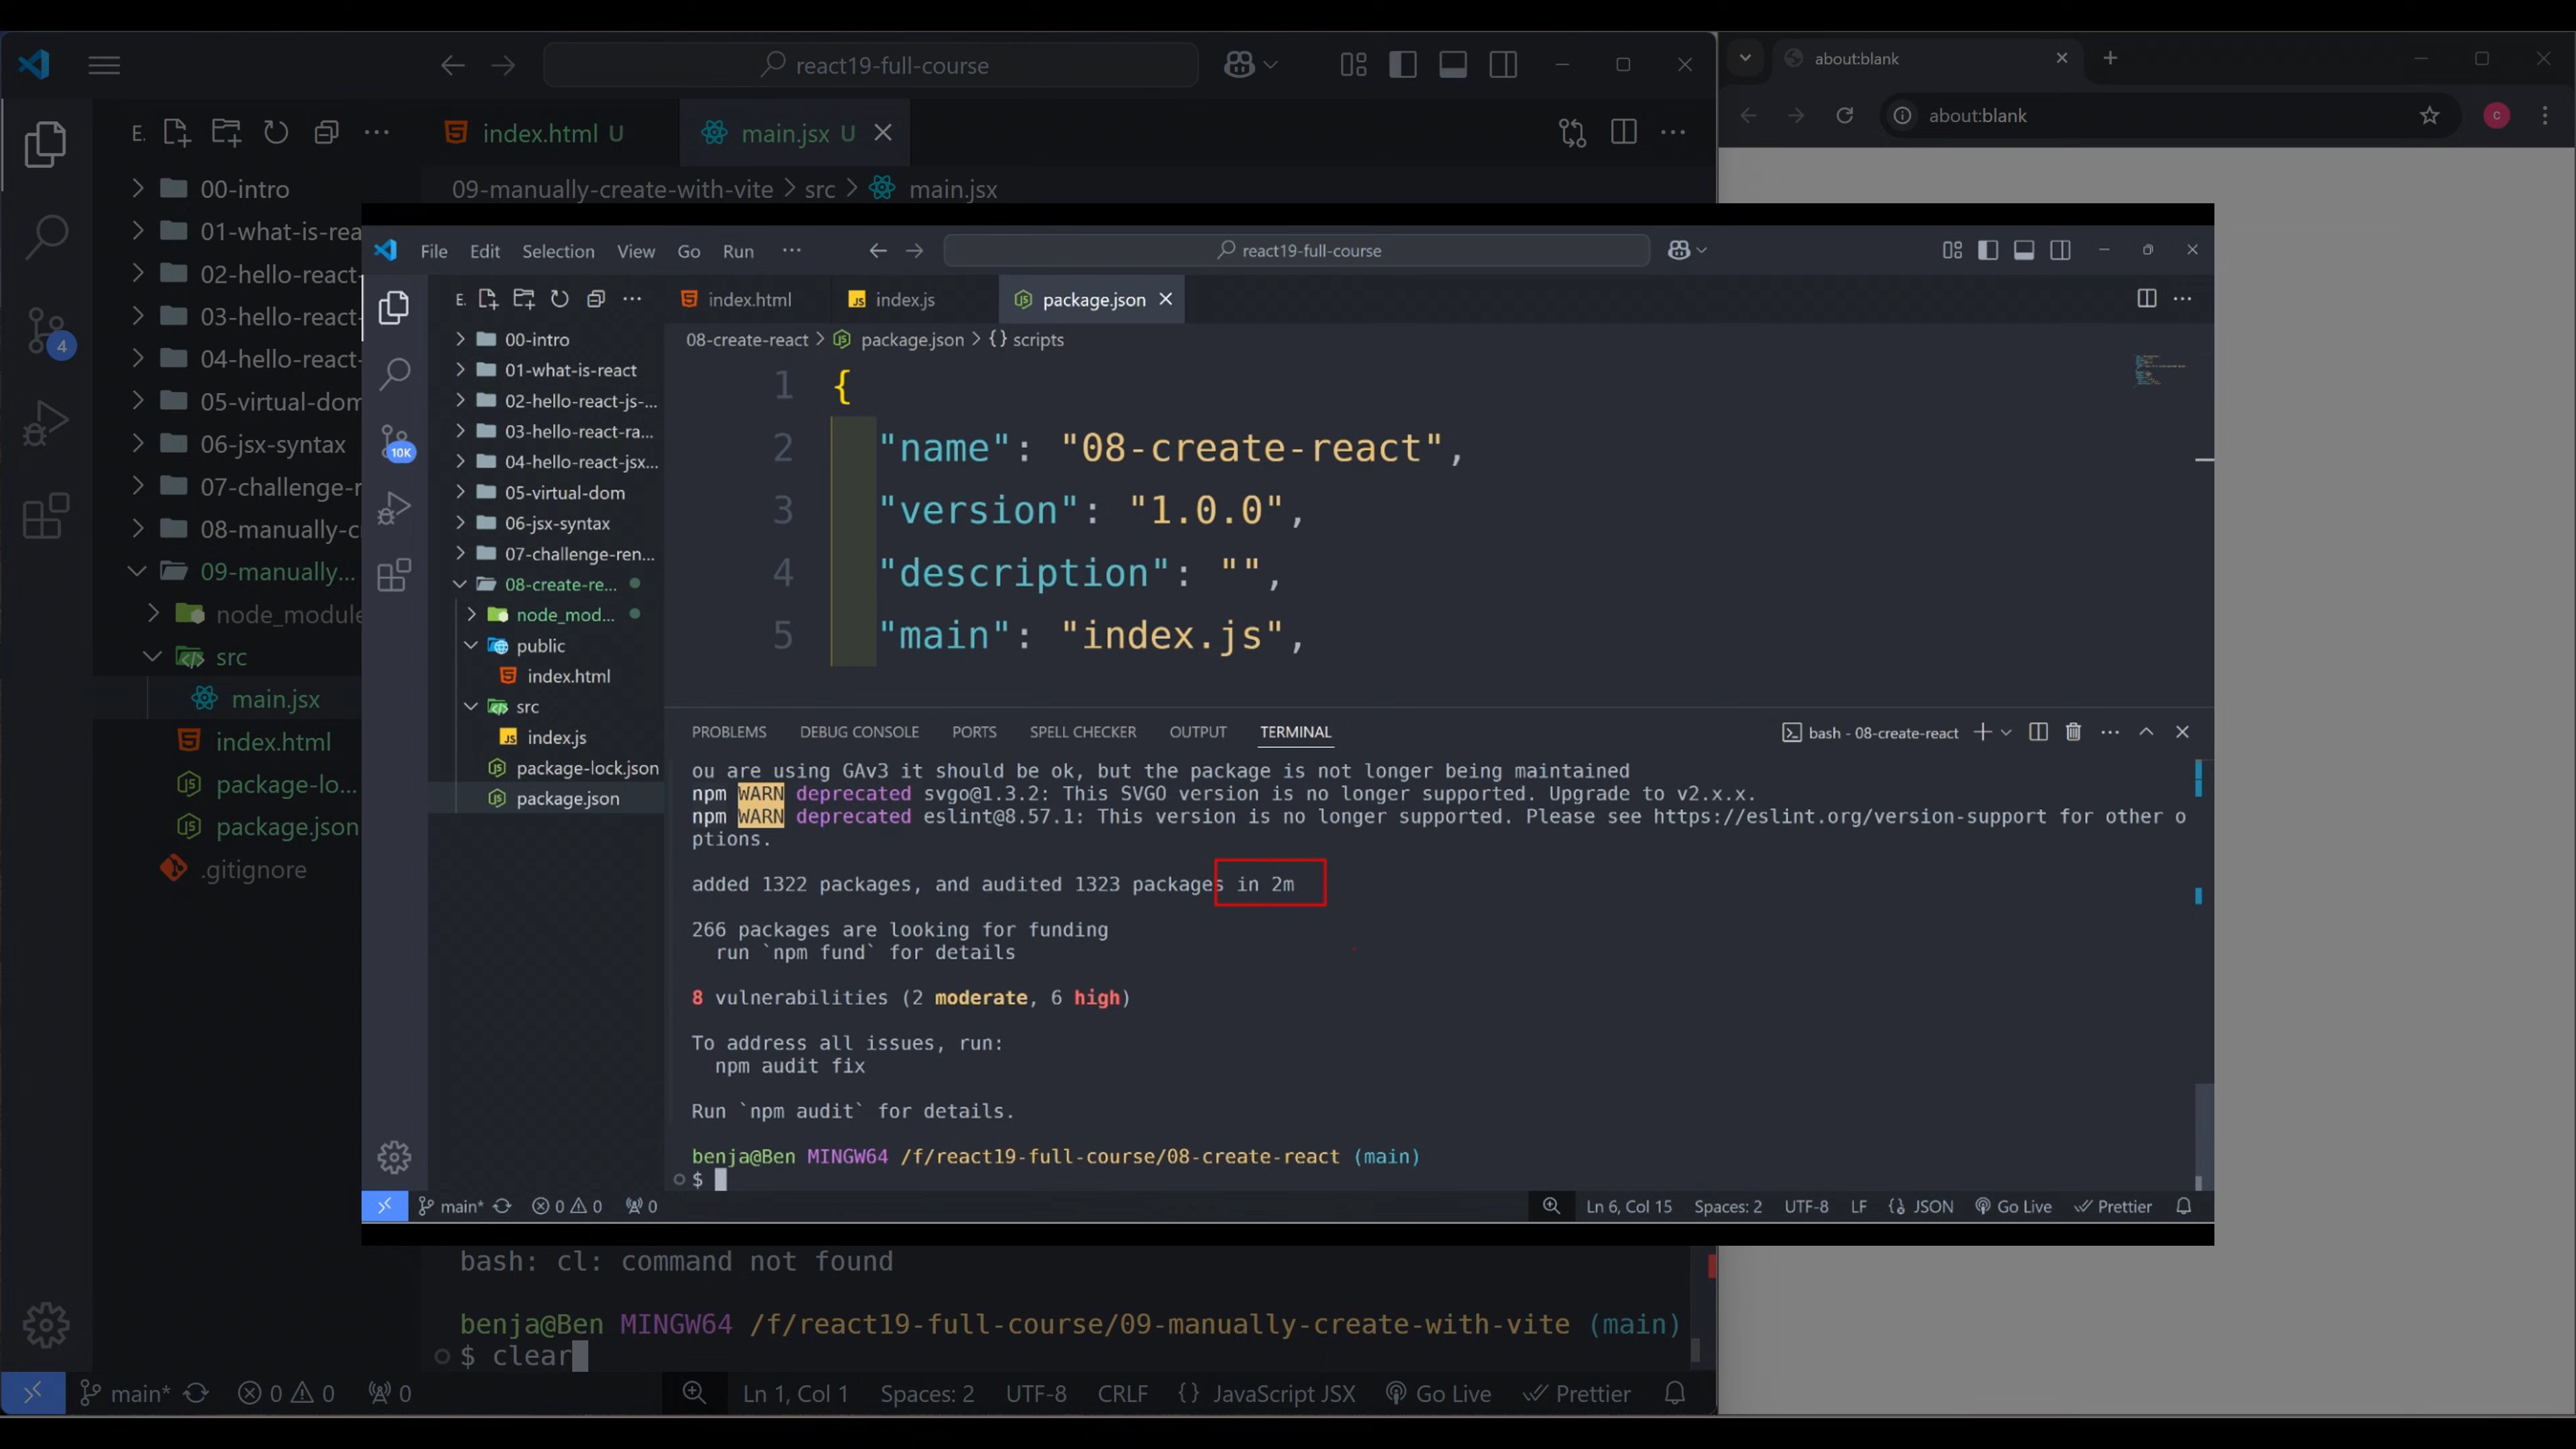 react19-full-course
about:blank
about:blank
c
E.
index.html U
main.jsx U
09-manually-create-with-vite > src > main.jsx
00-intro
01-what-is-rea
02-hello-react-
03-hello-react-
04-hello-react-
05-virtual-dom
06-jsx-syntax
07-challenge-r
08-manually-c
09-manually...
node_module
src
main.jsx
index.html
package-lo...
package.json
.gitignore
4
File Edit Selection View Go Run ...
react19-full-course
E.
index.html
index.js
package.json
08-create-react > package.json > {} scripts
00-intro
01-what-is-react
02-hello-react-js-...
03-hello-react-ra...
04-hello-react-jsx...
05-virtual-dom
06-jsx-syntax
07-challenge-ren...
08-create-re...
node_mod...
public
index.html
src
index.js
package-lock.json
package.json
10K
1 {
2 "name": "08-create-react",
3 "version": "1.0.0",
4 "description": "",
5 "main": "index.js",
PROBLEMS DEBUG CONSOLE PORTS SPELL CHECKER OUTPUT TERMINAL
bash - 08-create-react
ou are using GAv3 it should be ok, but the package is not longer being maintained
npm WARN deprecated svgo@1.3.2: This SVGO version is no longer supported. Upgrade to v2.x.x.
npm WARN deprecated eslint@8.57.1: This version is no longer supported. Please see https://eslint.org/version-support for other o
ptions.
added 1322 packages, and audited 1323 packages in 2m
266 packages are looking for funding
run `npm fund` for details
8 vulnerabilities (2 moderate, 6 high)
To address all issues, run:
npm audit fix
Run `npm audit` for details.
benja@Ben MINGW64 /f/react19-full-course/08-create-react (main)
$
main* 0 0 0
Ln 6, Col 15 Spaces: 2 UTF-8 LF {} JSON Go Live Prettier
bash: cl: command not found
benja@Ben MINGW64 /f/react19-full-course/09-manually-create-with-vite (main)
$ clear
main* 0 0 0
Ln 1, Col 1 Spaces: 2 UTF-8 CRLF {} JavaScript JSX Go Live Prettier